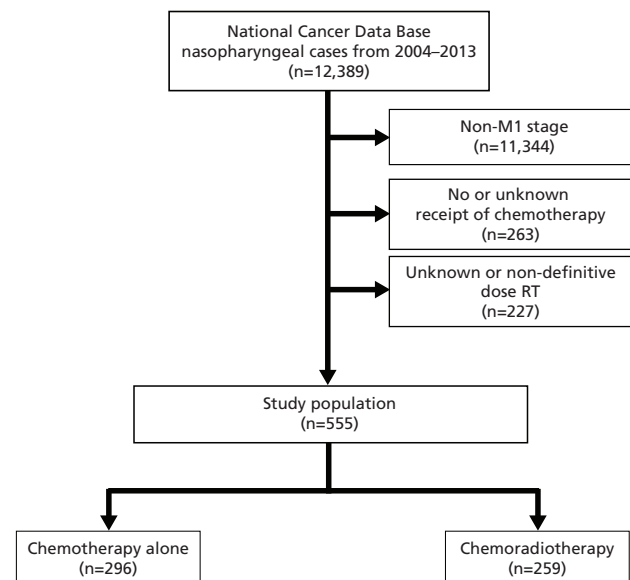 National Cancer Data Base
nasopharyngeal cases from 2004–2013
(n=12,389)
Non-M1 stage
(n=11,344)
No or unknown
receipt of chemotherapy
(n=263)
Unknown or non-definitive
dose RT
(n=227)
Study population
(n=555)
Chemotherapy alone
(n=296)
Chemoradiotherapy
(n=259)